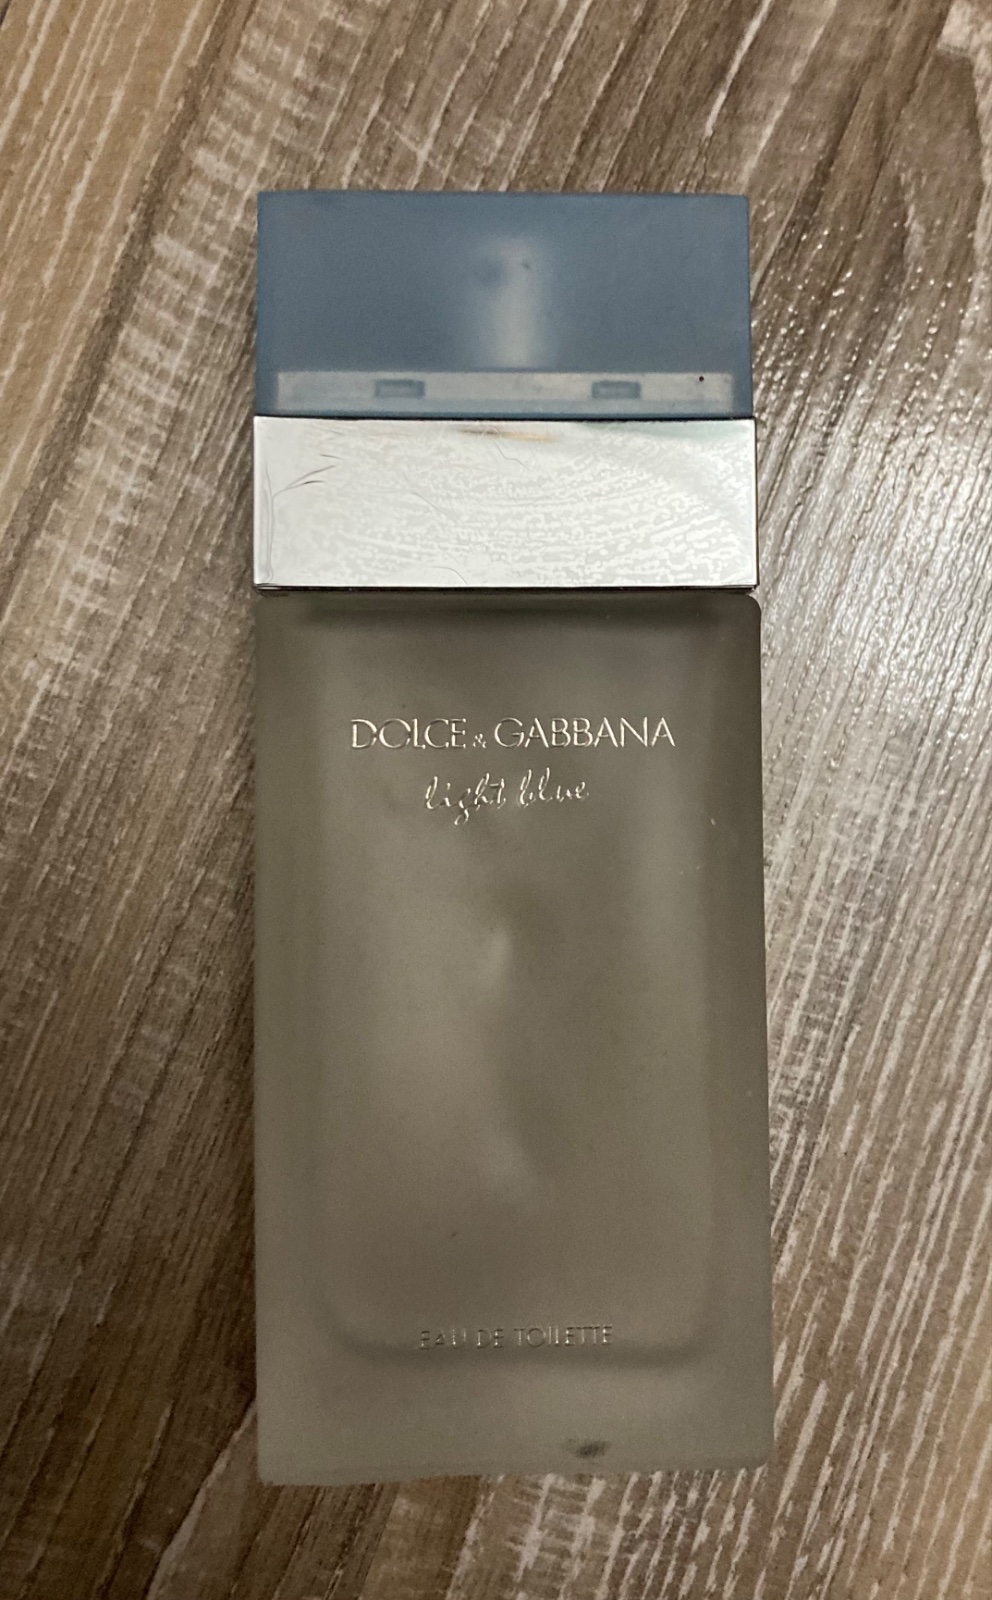 DOLCE & GABBANA
light blue
EAU DE TOILETTE